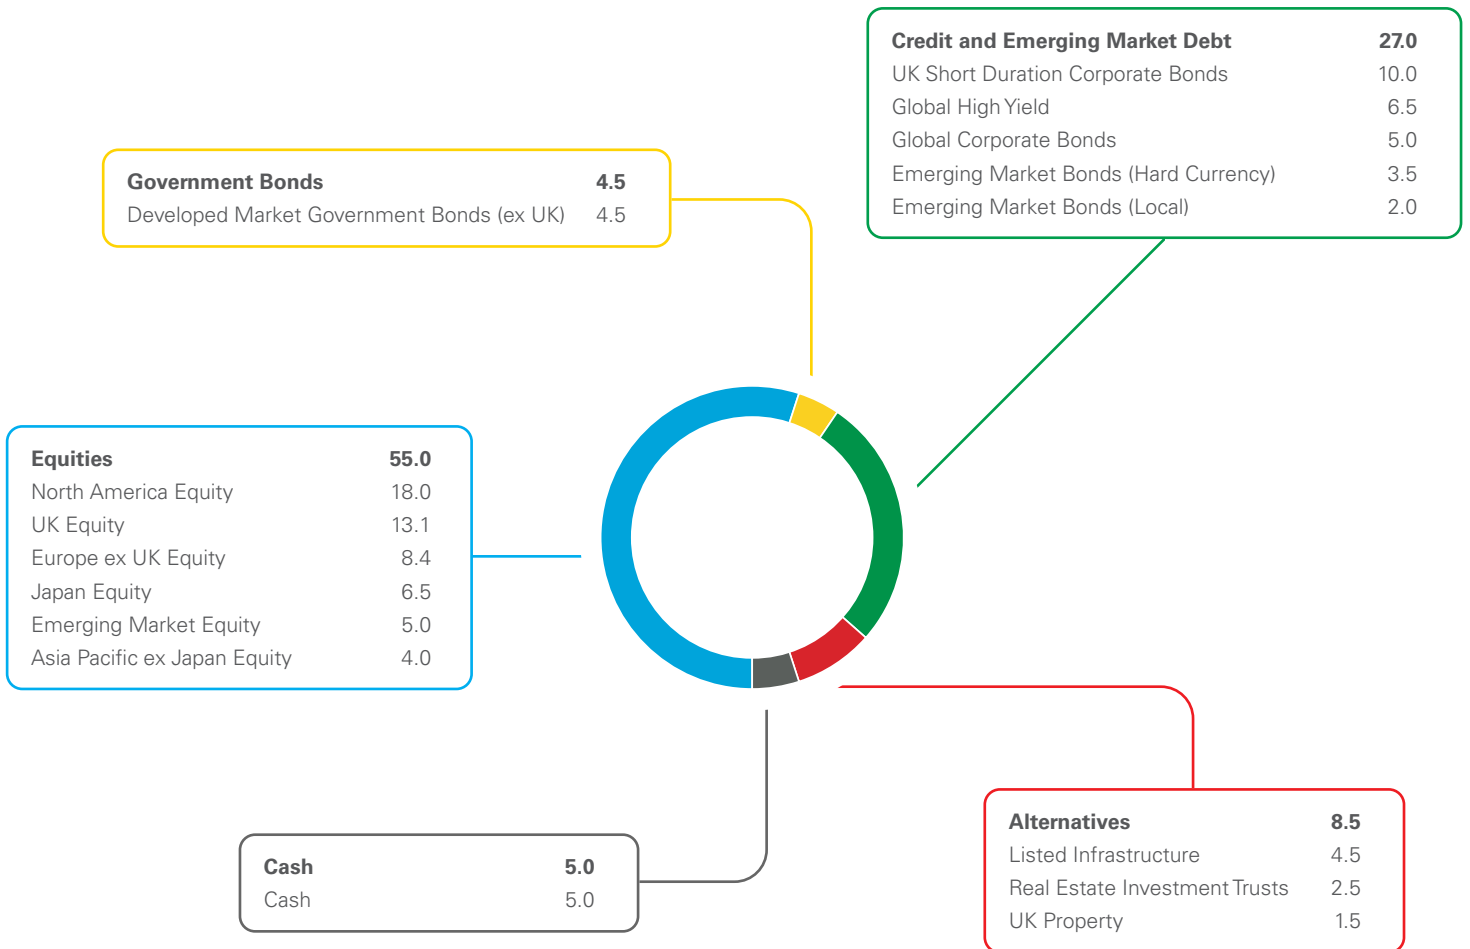 Credit and Emerging Market Debt 27.0
UK Short Duration Corporate Bonds 10.0
Global High Yield 6.5
Global Corporate Bonds 5.0
Emerging Market Bonds (Hard Currency) 3.5
Emerging Market Bonds (Local) 2.0
Government Bonds 4.5
Developed Market Government Bonds (ex UK) 4.5
Equities 55.0
North America Equity 18.0
UK Equity 13.1
Europe ex UK Equity 8.4
Japan Equity 6.5
Emerging Market Equity 5.0
Asia Pacific ex Japan Equity 4.0
Alternatives 8.5
Listed Infrastructure 4.5
Real Estate Investment Trusts 2.5
UK Property 1.5
Cash 5.0
Cash 5.0